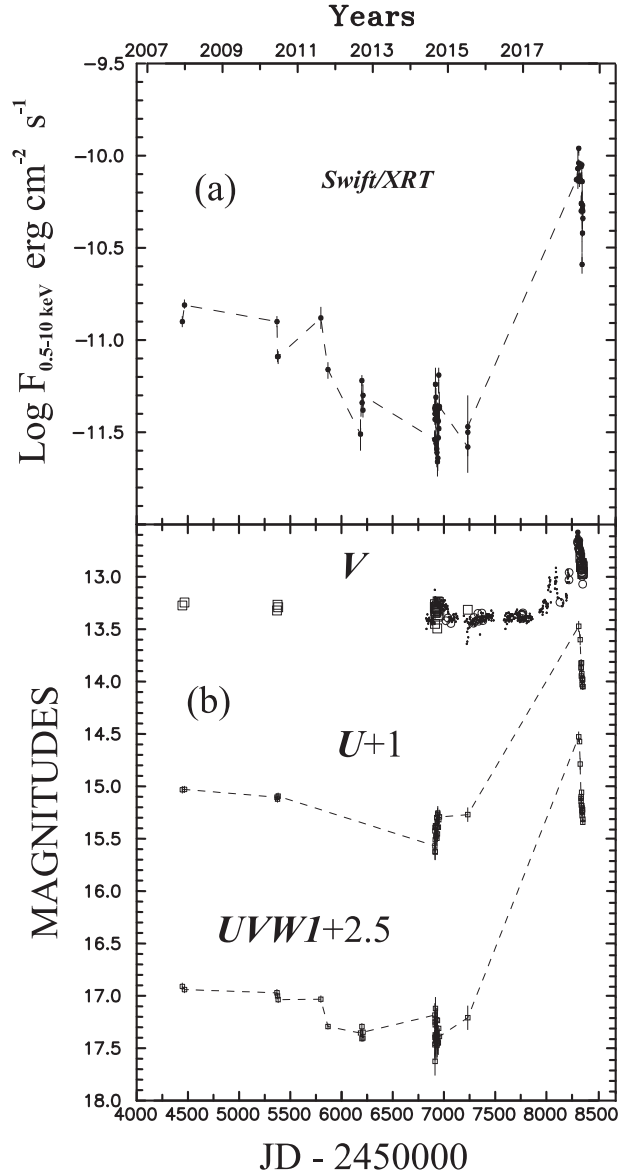 Years
2007 2009 2011 2013 2015 2017
−9.5
−10.0
−10.5
−11.0
−11.5
Log F0.5-10 keV erg cm−2 s−1
(a)
Swift/XRT
13.0
13.5
14.0
14.5
15.0
15.5
16.0
16.5
17.0
17.5
18.0
MAGNITUDES
V
(b)
U+1
UVW1+2.5
4000 4500 5000 5500 6000 6500 7000 7500 8000 8500
JD - 2450000